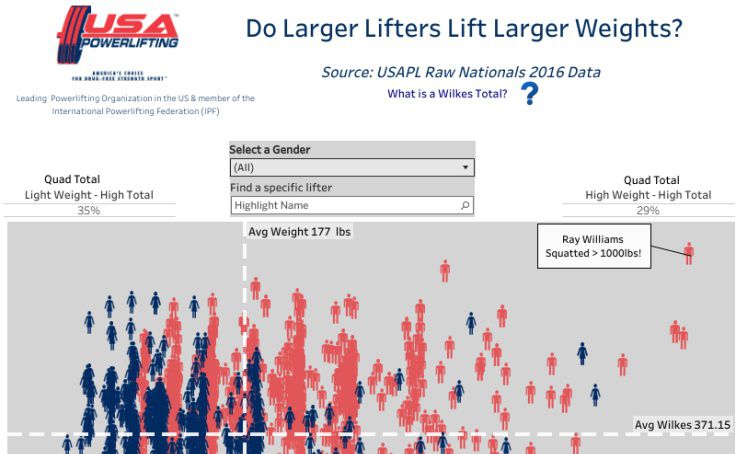 USA
POWERLIFTING™
AMERICA'S CHOICE
FOR DRUG-FREE STRENGTH SPORT™
Leading Powerlifting Organization in the US & member of the
International Powerlifting Federation (IPF)
Do Larger Lifters Lift Larger Weights?
Source: USAPL Raw Nationals 2016 Data
What is a Wilkes Total? ?
Quad Total
Light Weight - High Total
35%
Select a Gender
(All)
Find a specific lifter
Highlight Name
Quad Total
High Weight - High Total
29%
Avg Weight 177 lbs
Ray Williams
Squatted > 1000lbs!
Avg Wilkes 371.15